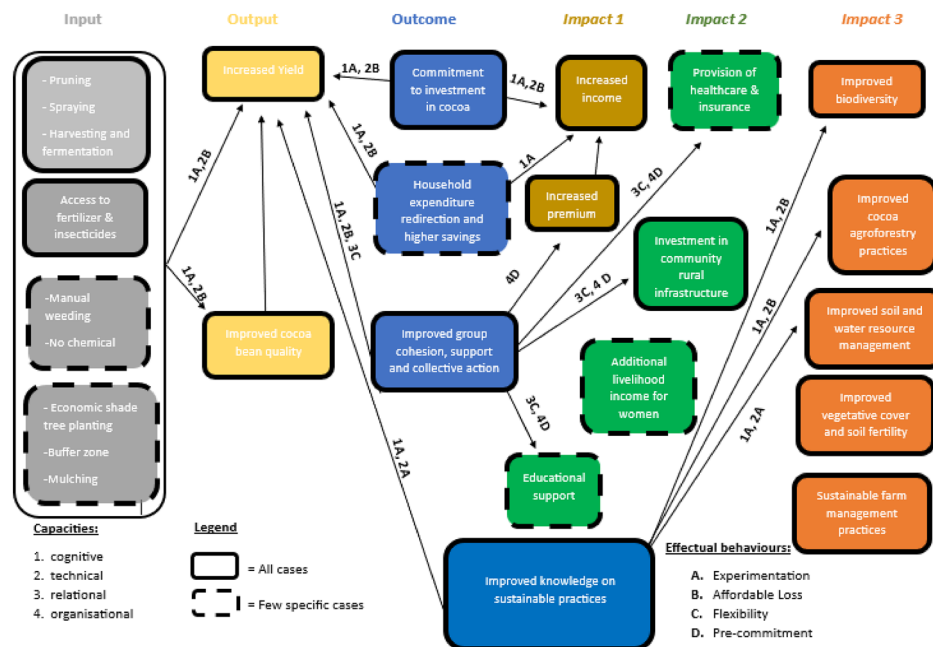 Input
Output
Outcome
Impact 1
Impact 2
Impact 3
- Pruning
- Spraying
- Harvesting and
fermentation
Access to
fertilizer &
insecticides
-Manual
weeding
-No chemical
- Economic shade
tree planting
-Buffer zone
-Mulching
1A,2B
1A, 2B
Increased Yield
Improved cocoa
bean quality
1A, 2B
1A, 2B
1A, 2B, 3C
1A, 2A
Commitment
to investment
in cocoa
Household
expenditure
redirection and
higher savings
Improved group
cohesion, support
and collective action
Improved knowledge on
sustainable practices
1A,2B
1A
4D
3C, 4D
3C, 4 D
3C, 4D
Increased
income
Increased
premium
Provision of
healthcare &
insurance
Investment in
community
rural
infrastructure
Additional
livelihood
income for
women
Educational
support
1A, 2B
1A, 2B
1A, 2A
Improved
biodiversity
Improved
cocoa
agroforestry
practices
Improved soil and
water resource
management
Improved
vegetative cover
and soil fertility
Sustainable farm
management
practices
Capacities:
1. cognitive
2. technical
3. relational
4. organisational
Legend
= All cases
= Few specific cases
Effectual behaviours:
A. Experimentation
B. Affordable Loss
C. Flexibility
D. Pre-commitment